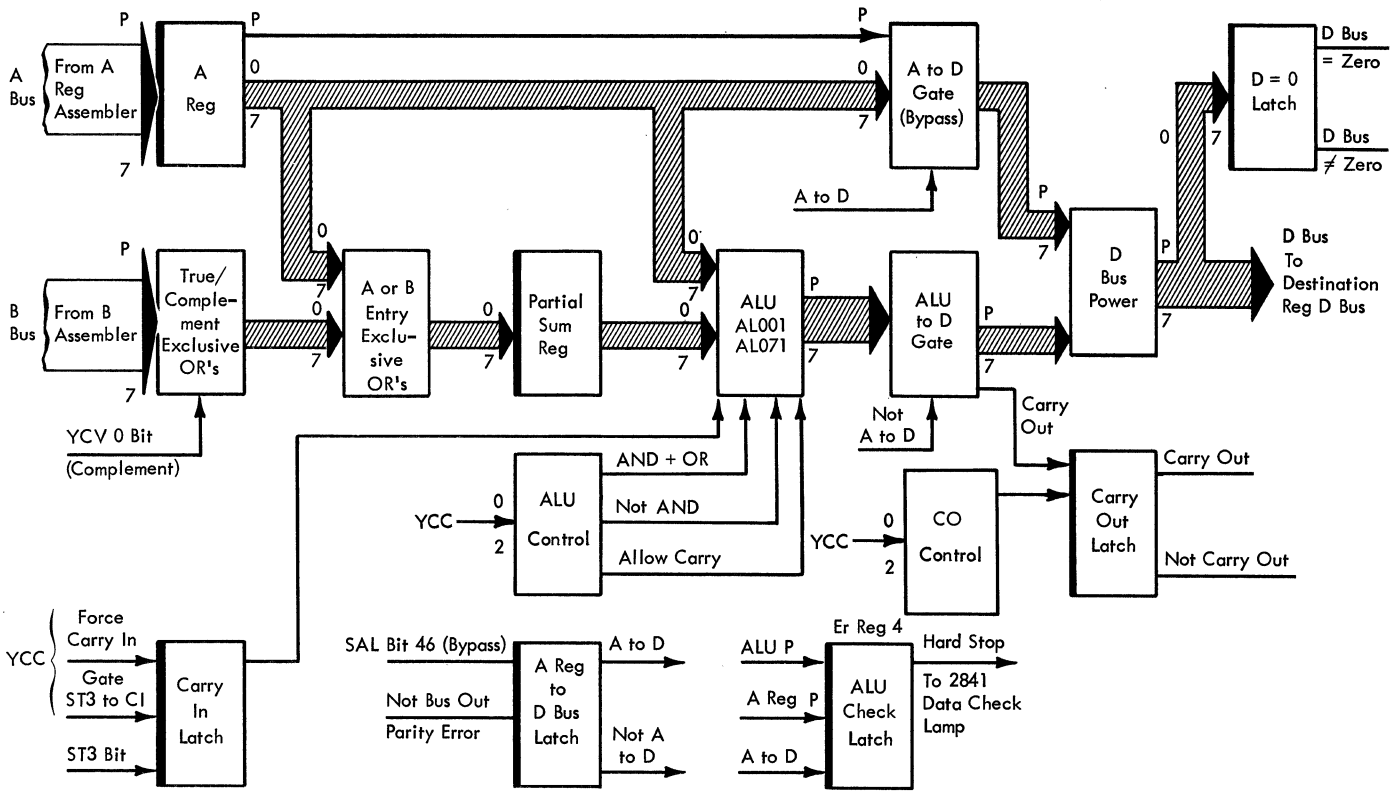 A
Bus
P
From A
Reg
Assembler
7
A
Reg
P
0
7
P
0
7
A to D
Gate
(Bypass)
A to D
D = 0
Latch
D Bus
= Zero
D Bus
≠ Zero
0
7
B
Bus
P
From B
Assembler
7
True/
Comple-
ment
Exclusive
OR's
YCV 0 Bit
(Complement)
0
7
0
7
A or B
Entry
Exclu-
sive
OR's
0
7
Partial
Sum
Reg
0
7
0
7
ALU
AL001
AL071
P
7
ALU
to D
Gate
Not
A to D
P
7
P
7
D
Bus
Power
P
7
D Bus
To
Destination
Reg D Bus
Carry
Out
YCC
0
2
ALU
Control
AND + OR
Not AND
Allow Carry
YCC
0
2
CO
Control
Carry
Out
Latch
Carry Out
Not Carry Out
YCC
Force
Carry In
Gate
ST3 to CI
ST3 Bit
Carry
In
Latch
SAL Bit 46 (Bypass)
Not Bus Out
Parity Error
A Reg
to
D Bus
Latch
A to D
Not A
to D
Er Reg 4
ALU P
A Reg P
A to D
ALU
Check
Latch
Hard Stop
To 2841
Data Check
Lamp